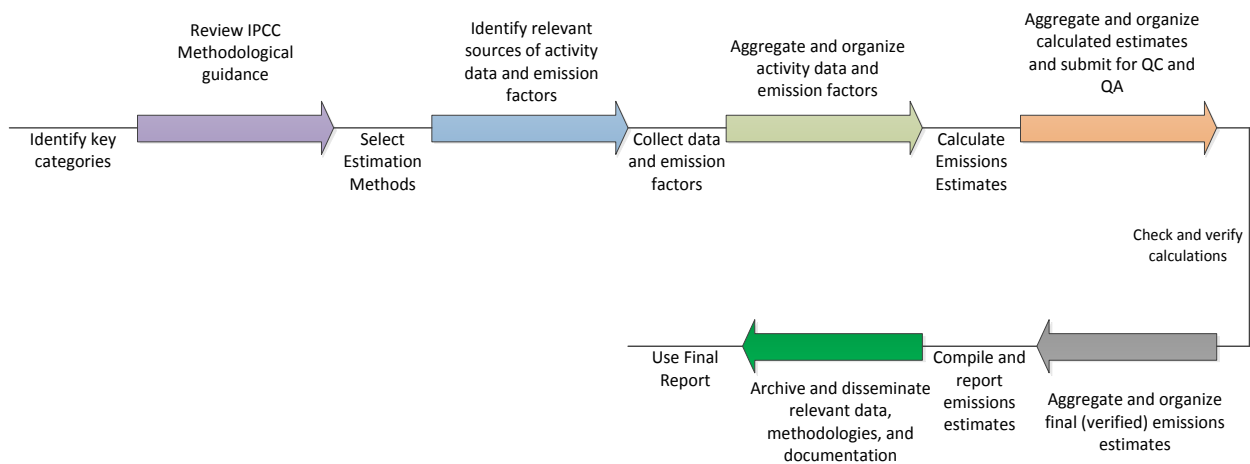 Review IPCC
Methodological
guidance
Identify relevant
sources of activity
data and emission
factors
Aggregate and organize
activity data and
emission factors
Aggregate and organize
calculated estimates
and submit for QC and
QA
Identify key
categories
Select
Estimation
Methods
Collect data
and emission
factors
Calculate
Emissions
Estimates
Check and verify
calculations
Use Final
Report
Archive and disseminate
relevant data,
methodologies, and
documentation
Compile and
report
emissions
estimates
Aggregate and organize
final (verified) emissions
estimates